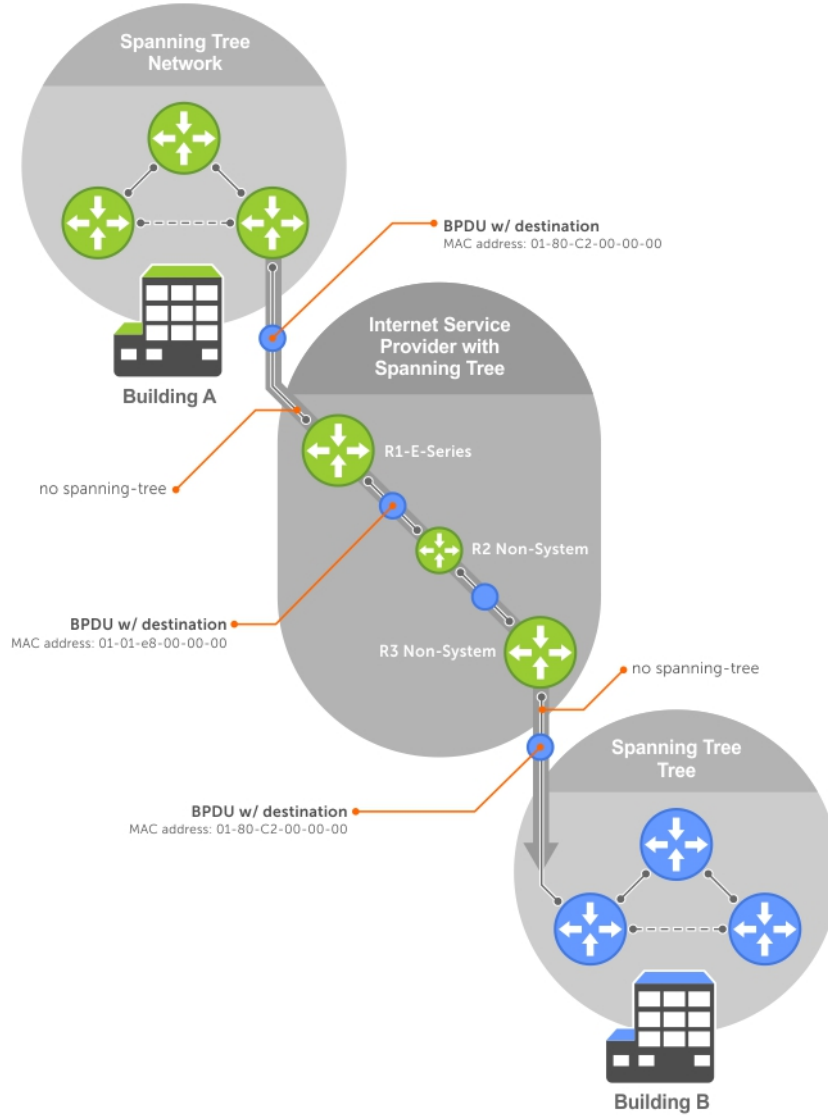 Spanning Tree
Network
BPDU w/ destination
MAC address: 01-80-C2-00-00-00
Internet Service
Provider with
Spanning Tree
Building A
R1-E-Series
no spanning-tree
R2 Non-System
BPDU w/ destination
MAC address: 01-01-e8-00-00-00
R3 Non-System
no spanning-tree
Spanning Tree
Tree
BPDU w/ destination
MAC address: 01-80-C2-00-00-00
Building B